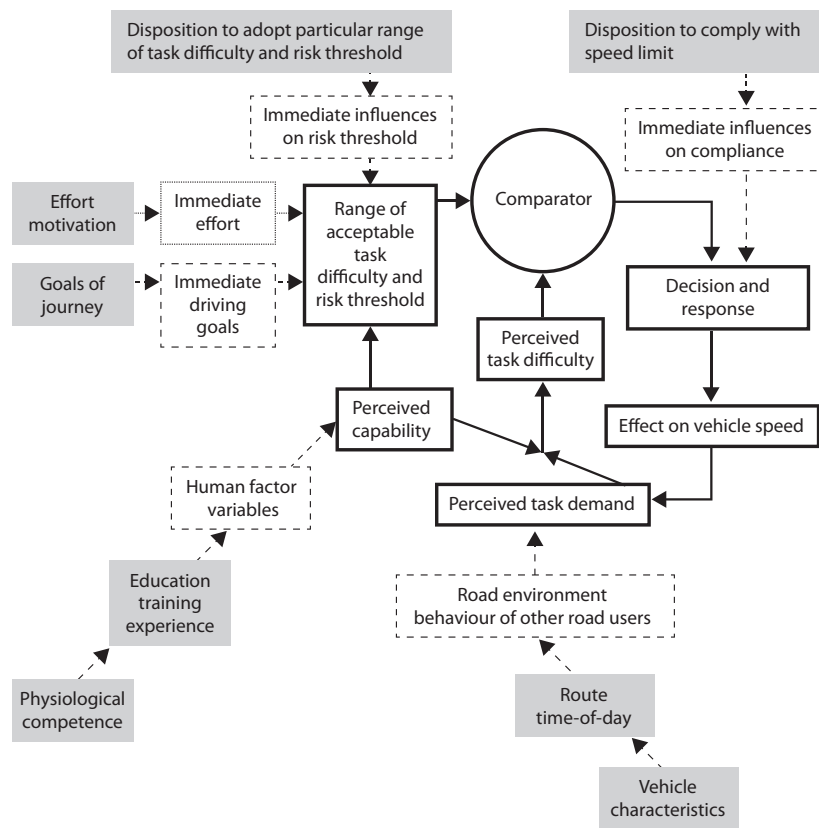 Disposition to adopt particular range
of task difficulty and risk threshold
Disposition to comply with
speed limit
Immediate influences
on risk threshold
Immediate influences
on compliance
Effort
motivation
Immediate
effort
Range of
acceptable
task
difficulty and
risk threshold
Comparator
Goals of
journey
Immediate
driving
goals
Decision and
response
Perceived
task difficulty
Perceived
capability
Effect on vehicle speed
Human factor
variables
Perceived task demand
Education
training
experience
Road environment
behaviour of other road users
Physiological
competence
Route
time-of-day
Vehicle
characteristics